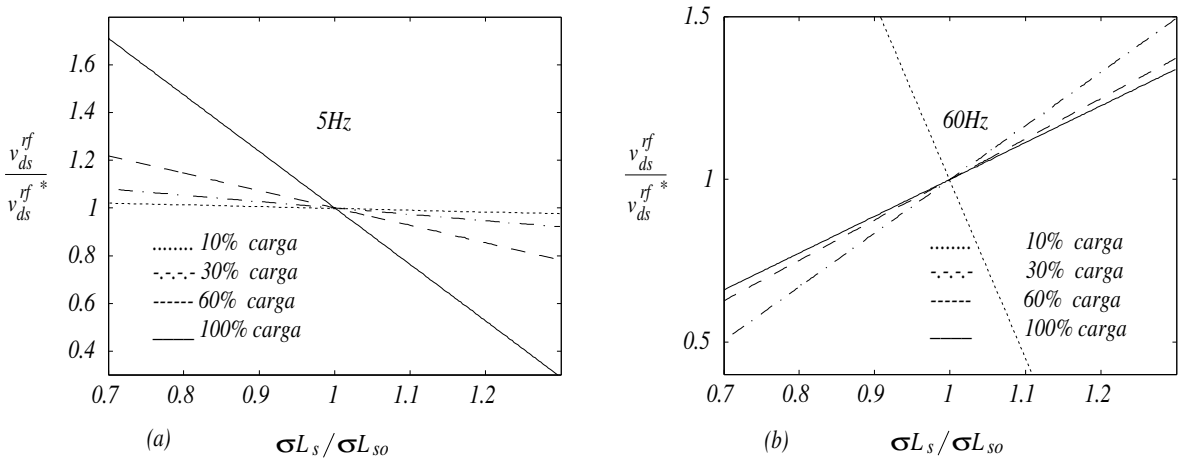 1.6
1.4
1.2
1
0.8
0.6
0.4
0.7
0.8
0.9
1
1.1
1.2
5Hz
v_ds^rf
v_ds^rf *
10% carga
30% carga
60% carga
100% carga
(a)
σL_s / σL_so
1.5
1
0.5
0.7
0.8
0.9
1
1.1
1.2
60Hz
v_ds^rf
v_ds^rf *
10% carga
30% carga
60% carga
100% carga
(b)
σL_s / σL_so